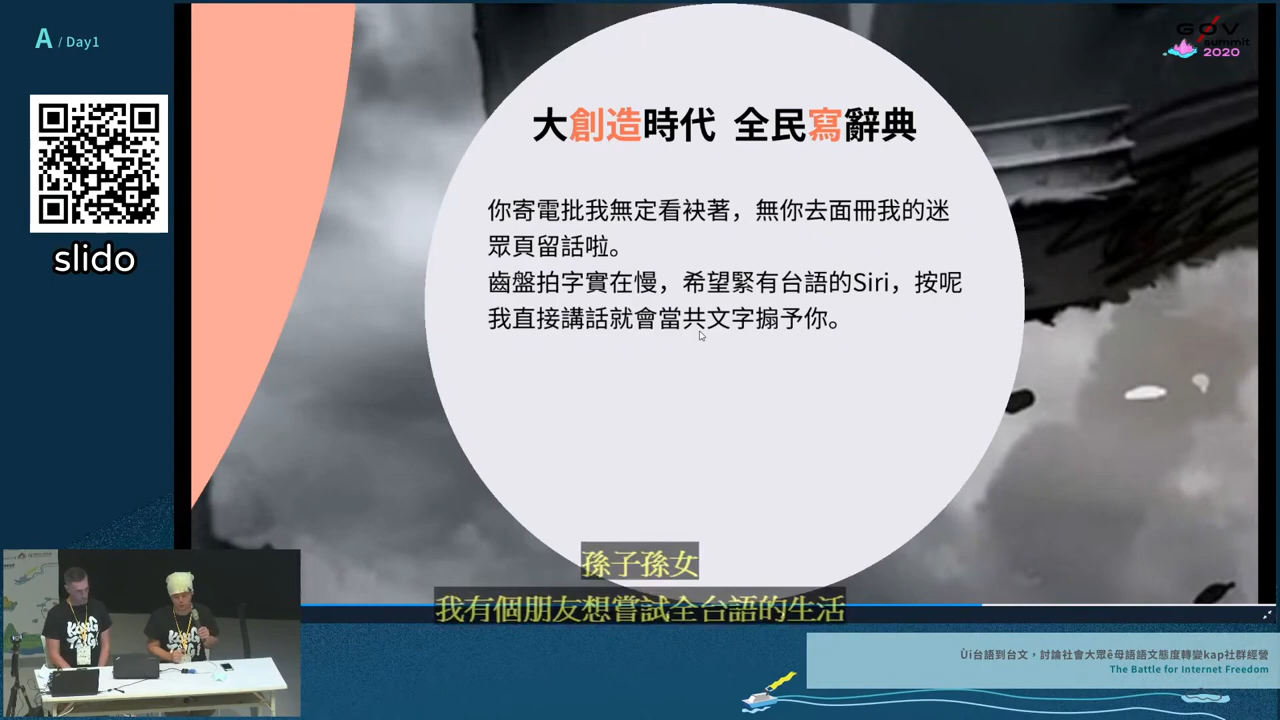 A / Day1
GOV
summit
2020
slido
大創造時代 全民寫辭典
你寄電批我無定看袂著，無你去面冊我的迷
眾頁留話啦。
齒盤拍字實在慢，希望緊有台語的Siri，按呢
我直接講話就會當共文字搧予你。
孫子孫女
我有個朋友想嘗試全台語的生活
Ùi台語到台文，討論社會大眾ê母語語文態度轉變kap社群經營
The Battle for Internet Freedom